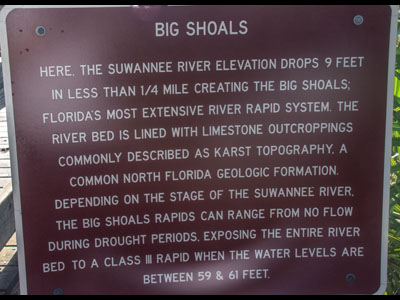 BIG SHOALS
HERE, THE SUWANNEE RIVER ELEVATION DROPS 9 FEET
IN LESS THAN 1/4 MILE CREATING THE BIG SHOALS;
FLORIDA'S MOST EXTENSIVE RIVER RAPID SYSTEM. THE
RIVER BED IS LINED WITH LIMESTONE OUTCROPPINGS
COMMONLY DESCRIBED AS KARST TOPOGRAPHY, A
COMMON NORTH FLORIDA GEOLOGIC FORMATION.
DEPENDING ON THE STAGE OF THE SUWANNEE RIVER,
THE BIG SHOALS RAPIDS CAN RANGE FROM NO FLOW
DURING DROUGHT PERIODS, EXPOSING THE ENTIRE RIVER
BED TO A CLASS III RAPID WHEN THE WATER LEVELS ARE
BETWEEN 59 & 61 FEET.